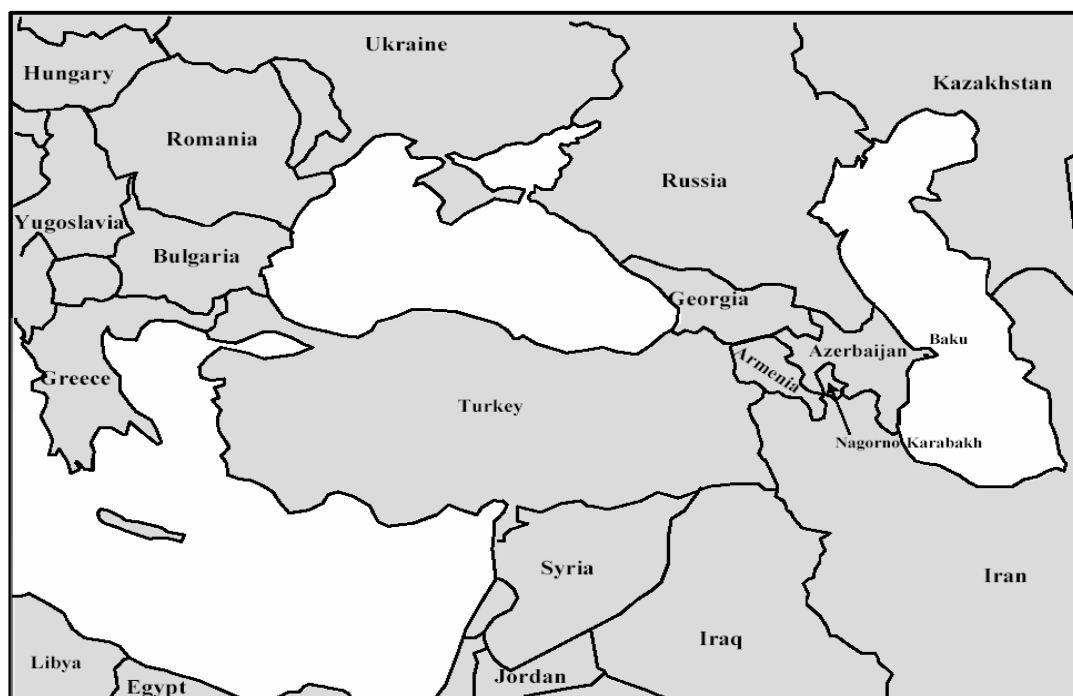 Ukraine
Hungary
Kazakhstan
Romania
Russia
Yugoslavia
Bulgaria
Georgia
Baku
Azerbaijan
Armenia
Greece
Turkey
Nagorno Karabakh
Syria
Iran
Iraq
Libya
Jordan
Egypt